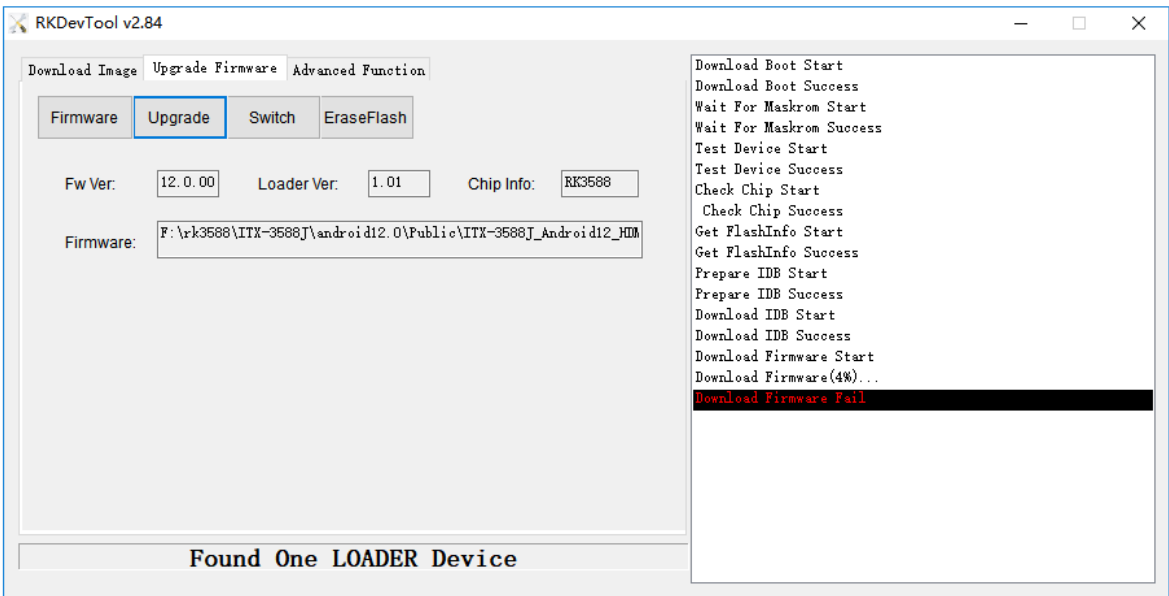 RKDevTool v2.84
Download Image Upgrade Firmware Advanced Function
Firmware Upgrade Switch EraseFlash
Fw Ver: 12.0.00 Loader Ver: 1.01 Chip Info: RK3588
Firmware: F:\rk3588\ITX-3588J\android12.0\Public\ITX-3588J_Android12_HDM
Found One LOADER Device
Download Boot Start
Download Boot Success
Wait For Maskrom Start
Wait For Maskrom Success
Test Device Start
Test Device Success
Check Chip Start
Check Chip Success
Get FlashInfo Start
Get FlashInfo Success
Prepare IDB Start
Prepare IDB Success
Download IDB Start
Download IDB Success
Download Firmware Start
Download Firmware(4%)...
Download Firmware Fail